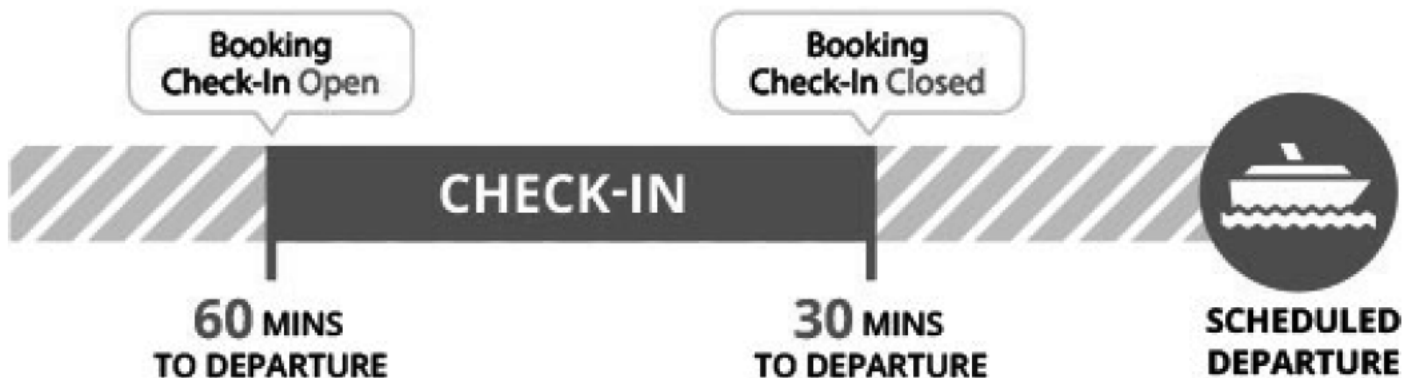 Booking
Check-In Open
Booking
Check-In Closed
CHECK-IN
60 MINS
TO DEPARTURE
30 MINS
TO DEPARTURE
SCHEDULED
DEPARTURE